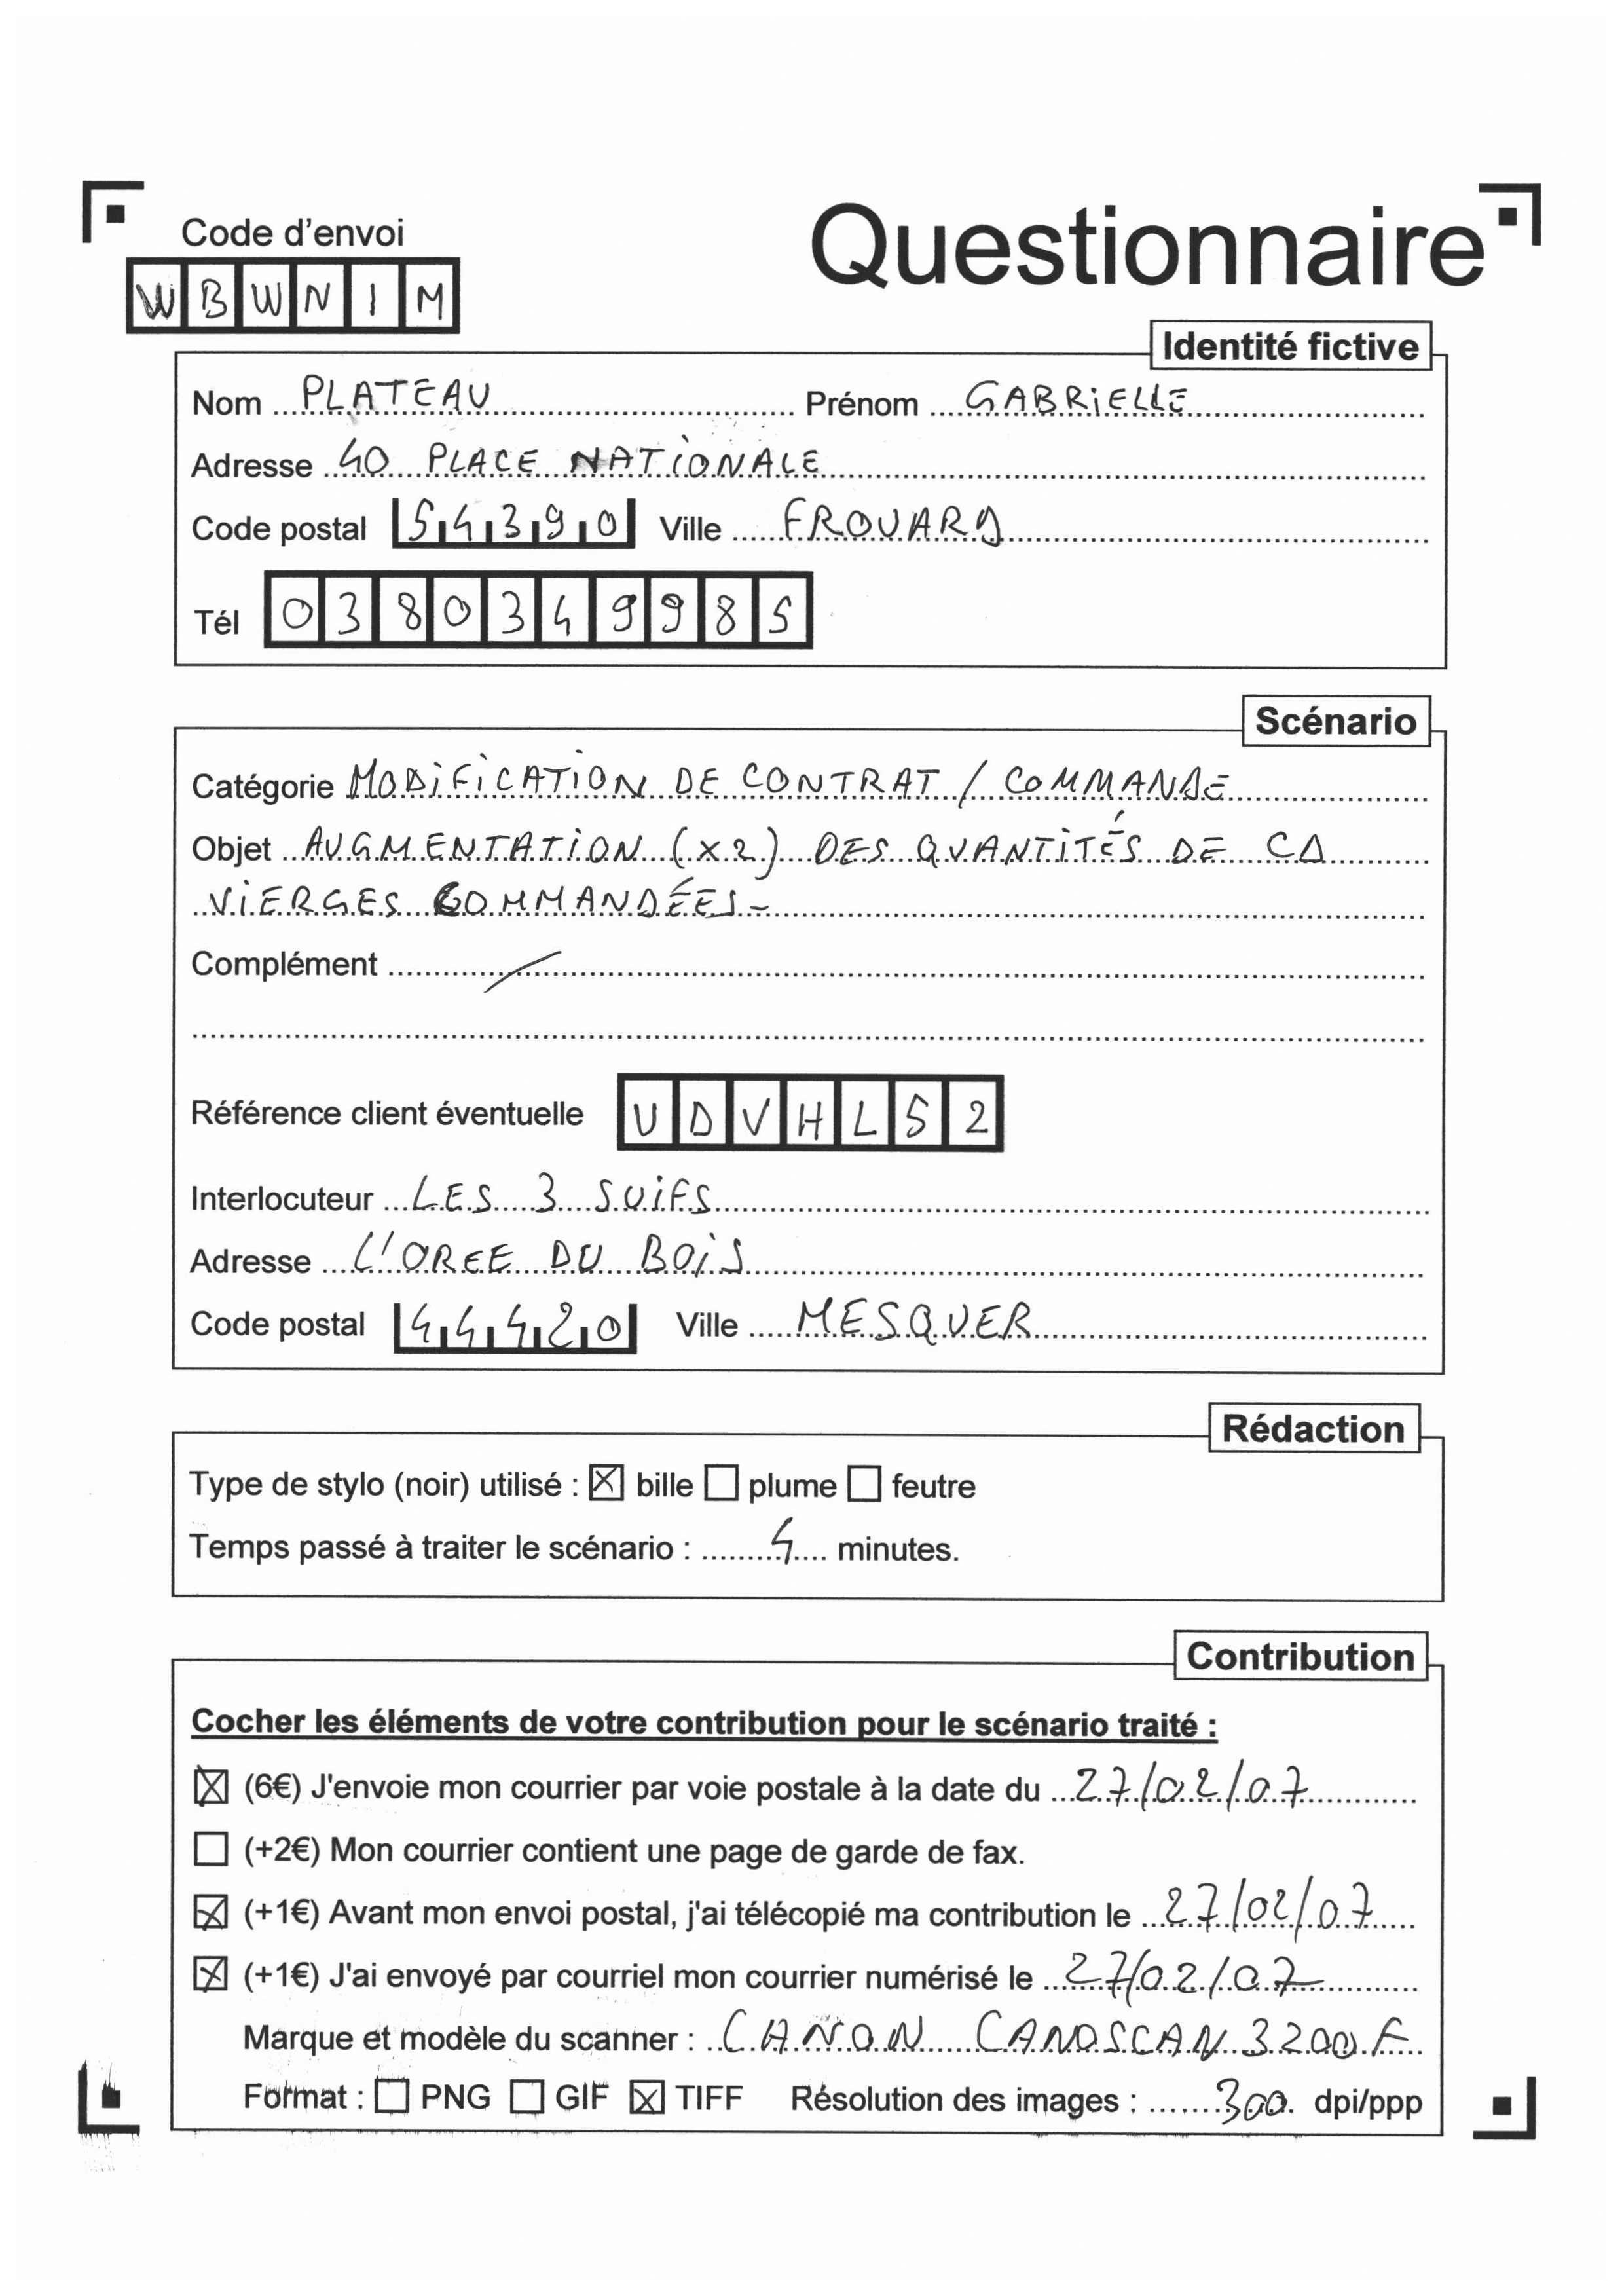 Code d'envoi
WBWNIM
Questionnaire
Identité fictive
Nom PLATEAU Prénom GABRIELLE
Adresse 40 PLACE NATIONALE
Code postal 54390 Ville FROUARD
Tél 0380349985
Scénario
Catégorie MODIFICATION DE CONTRAT / COMMANDE
Objet AUGMENTATION (X2) DES QUANTITÉS DE CD
VIERGES COMMANDÉES-
Complément /
Référence client éventuelle UDVHL52
Interlocuteur LES 3 SUIFS
Adresse L'OREE DU BOIS
Code postal 44420 Ville MESQUER
Rédaction
Type de stylo (noir) utilisé : ☒ bille ☐ plume ☐ feutre
Temps passé à traiter le scénario : 4 minutes.
Contribution
Cocher les éléments de votre contribution pour le scénario traité :
☒ (6€) J'envoie mon courrier par voie postale à la date du 27/02/07
☐ (+2€) Mon courrier contient une page de garde de fax.
☒ (+1€) Avant mon envoi postal, j'ai télécopié ma contribution le 27/02/07
☒ (+1€) J'ai envoyé par courriel mon courrier numérisé le 27/02/07
Marque et modèle du scanner : CANON CANOSCAN 3200F
Format : ☐ PNG ☐ GIF ☒ TIFF Résolution des images : 300 dpi/ppp